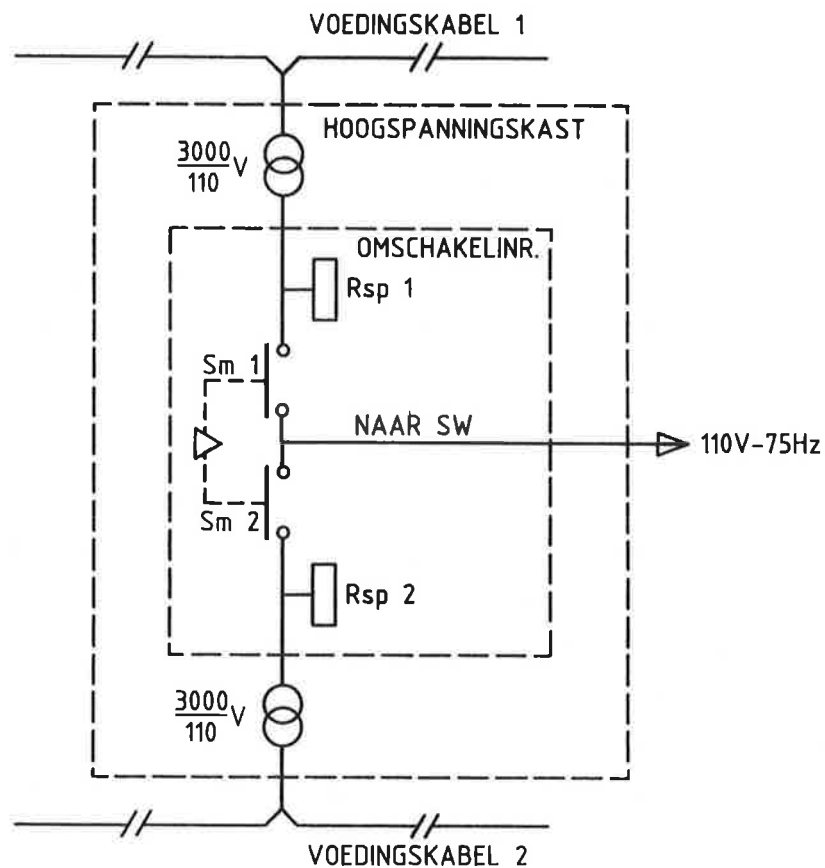 VOEDINGSKABEL 1
HOOGSPANNINGSKAST
3000
110 V
OMSCHAKELINR.
Rsp 1
Sm 1
NAAR SW
110V-75Hz
Sm 2
Rsp 2
3000
110 V
VOEDINGSKABEL 2